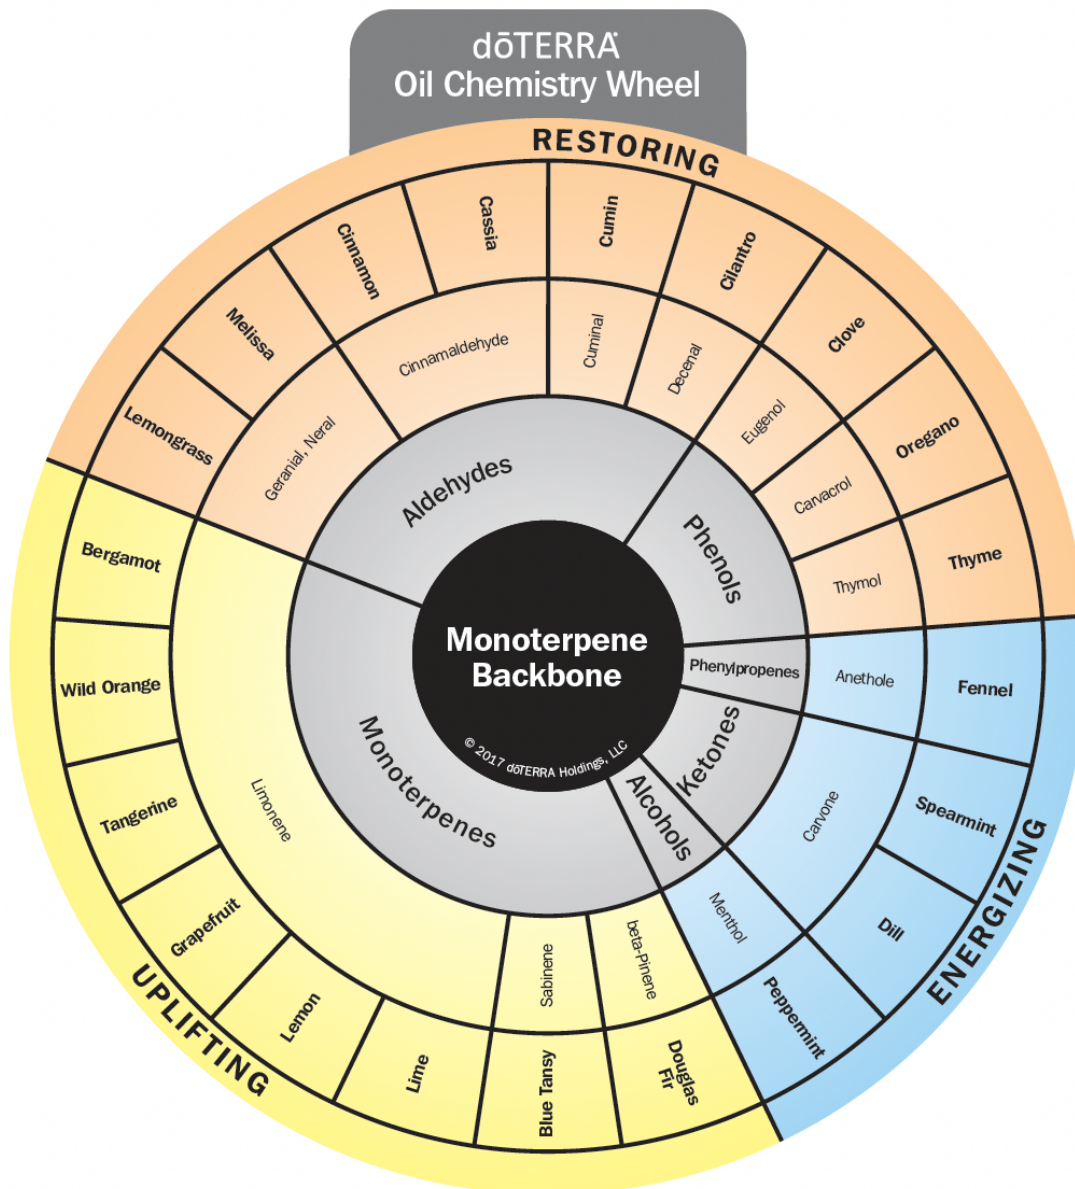 dōTERRA
Oil Chemistry Wheel
RESTORING
Lemongrass
Melissa
Cinnamon
Cassia
Cumin
Cilantro
Clove
Oregano
Thyme
Geranial, Neral
Cinnamaldehyde
Cuminal
Decenal
Eugenol
Carvacrol
Thymol
Aldehydes
Phenols
Monoterpene
Backbone
© 2017 dōTERRA Holdings, LLC
Phenylpropenes
Ketones
Alcohols
Monoterpenes
Anethole
Carvone
Menthol
Fennel
Spearmint
Dill
Peppermint
ENERGIZING
Limonene
Sabinene
beta-Pinene
Bergamot
Wild Orange
Tangerine
Grapefruit
Lemon
Lime
Blue Tansy
Douglas
Fir
UPLIFTING